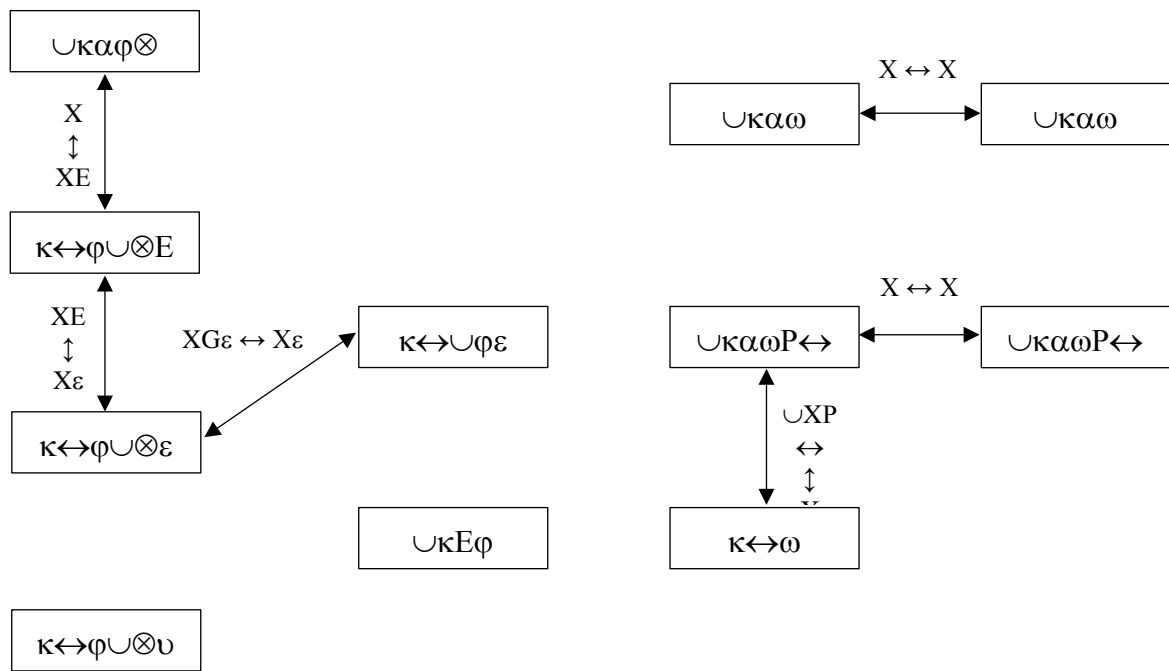 ∪καφ⊗
X
↕
XE
κ↔φ∪⊗E
XE
↕
Xε
κ↔φ∪⊗ε
XGε ↔ Xε
κ↔∪φε
∪κEφ
κ↔φ∪⊗υ
X ↔ X
∪καω
∪καω
X ↔ X
∪καωP↔
∪καωP↔
∪XP
↔
↕
κ↔ω